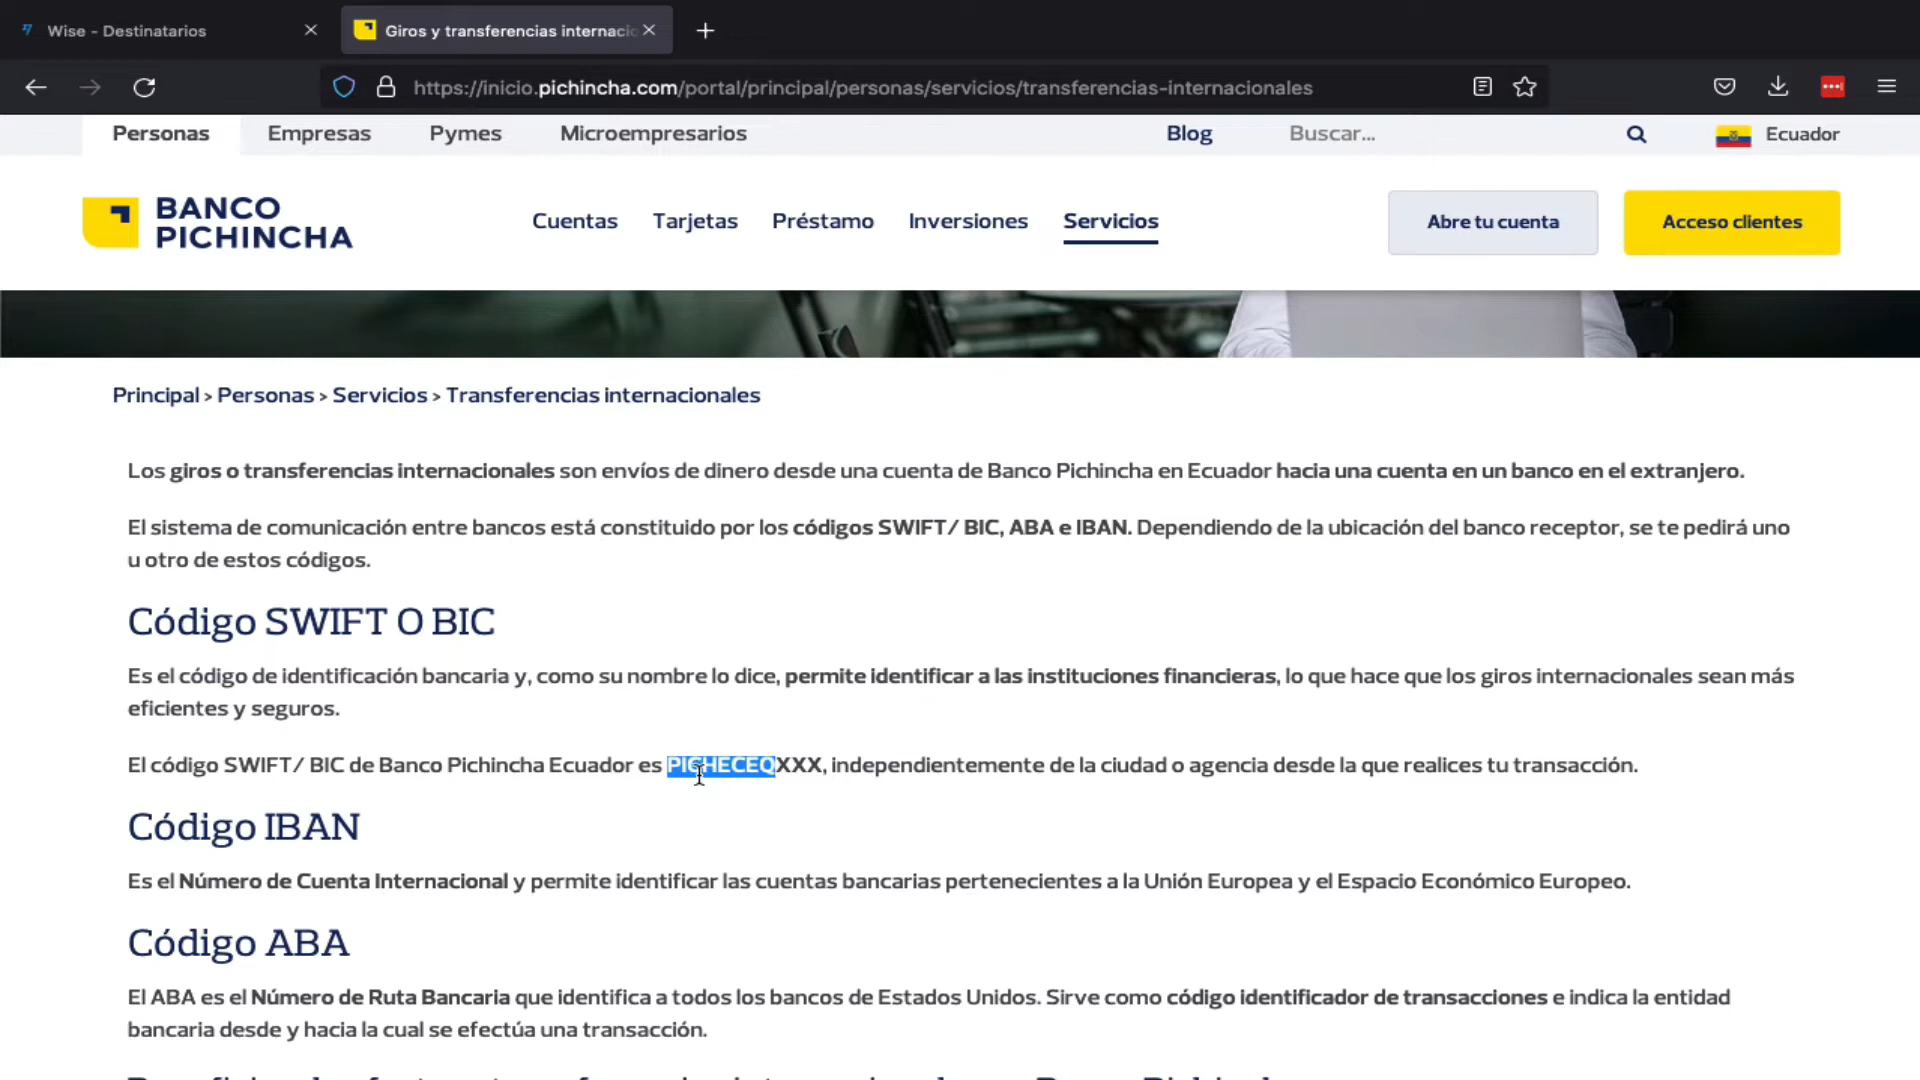 Wise - Destinatarios
Giros y transferencias internacio
https://inicio.pichincha.com/portal/principal/personas/servicios/transferencias-internacionales
Personas Empresas Pymes Microempresarios Blog Buscar... Ecuador
BANCO
PICHINCHA
Cuentas Tarjetas Préstamo Inversiones Servicios Abre tu cuenta Acceso clientes
Principal > Personas > Servicios > Transferencias internacionales
Los giros o transferencias internacionales son envíos de dinero desde una cuenta de Banco Pichincha en Ecuador hacia una cuenta en un banco en el extranjero.
El sistema de comunicación entre bancos está constituido por los códigos SWIFT/ BIC, ABA e IBAN. Dependiendo de la ubicación del banco receptor, se te pedirá uno
u otro de estos códigos.
Código SWIFT O BIC
Es el código de identificación bancaria y, como su nombre lo dice, permite identificar a las instituciones financieras, lo que hace que los giros internacionales sean más
eficientes y seguros.
El código SWIFT/ BIC de Banco Pichincha Ecuador es PICHECEQXXX, independientemente de la ciudad o agencia desde la que realices tu transacción.
Código IBAN
Es el Número de Cuenta Internacional y permite identificar las cuentas bancarias pertenecientes a la Unión Europea y el Espacio Económico Europeo.
Código ABA
El ABA es el Número de Ruta Bancaria que identifica a todos los bancos de Estados Unidos. Sirve como código identificador de transacciones e indica la entidad
bancaria desde y hacia la cual se efectúa una transacción.